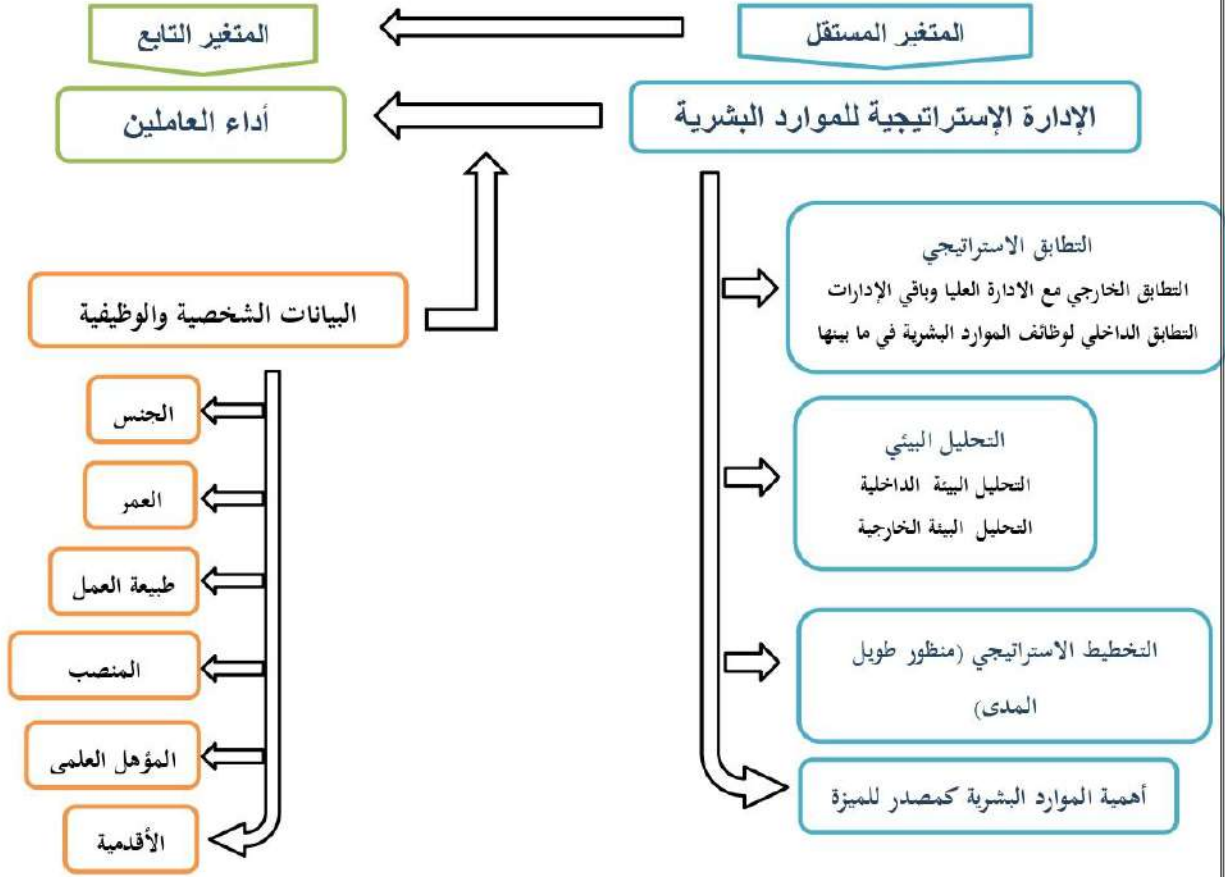 المتغير المستقل
المتغير التابع
الإدارة الإستراتيجية للموارد البشرية
أداء العاملين
التطابق الاستراتيجي
التطابق الخارجي مع الادارة العليا وباقي الإدارات
التطابق الداخلي لوظائف الموارد البشرية في ما بينها
التحليل البيئي
التحليل البيئة الداخلية
التحليل البيئة الخارجية
التخطيط الاستراتيجي (منظور طويل
المدى)
أهمية الموارد البشرية كمصدر للميزة
البيانات الشخصية والوظيفية
الجنس
العمر
طبيعة العمل
المنصب
المؤهل العلمى
الأقدمية